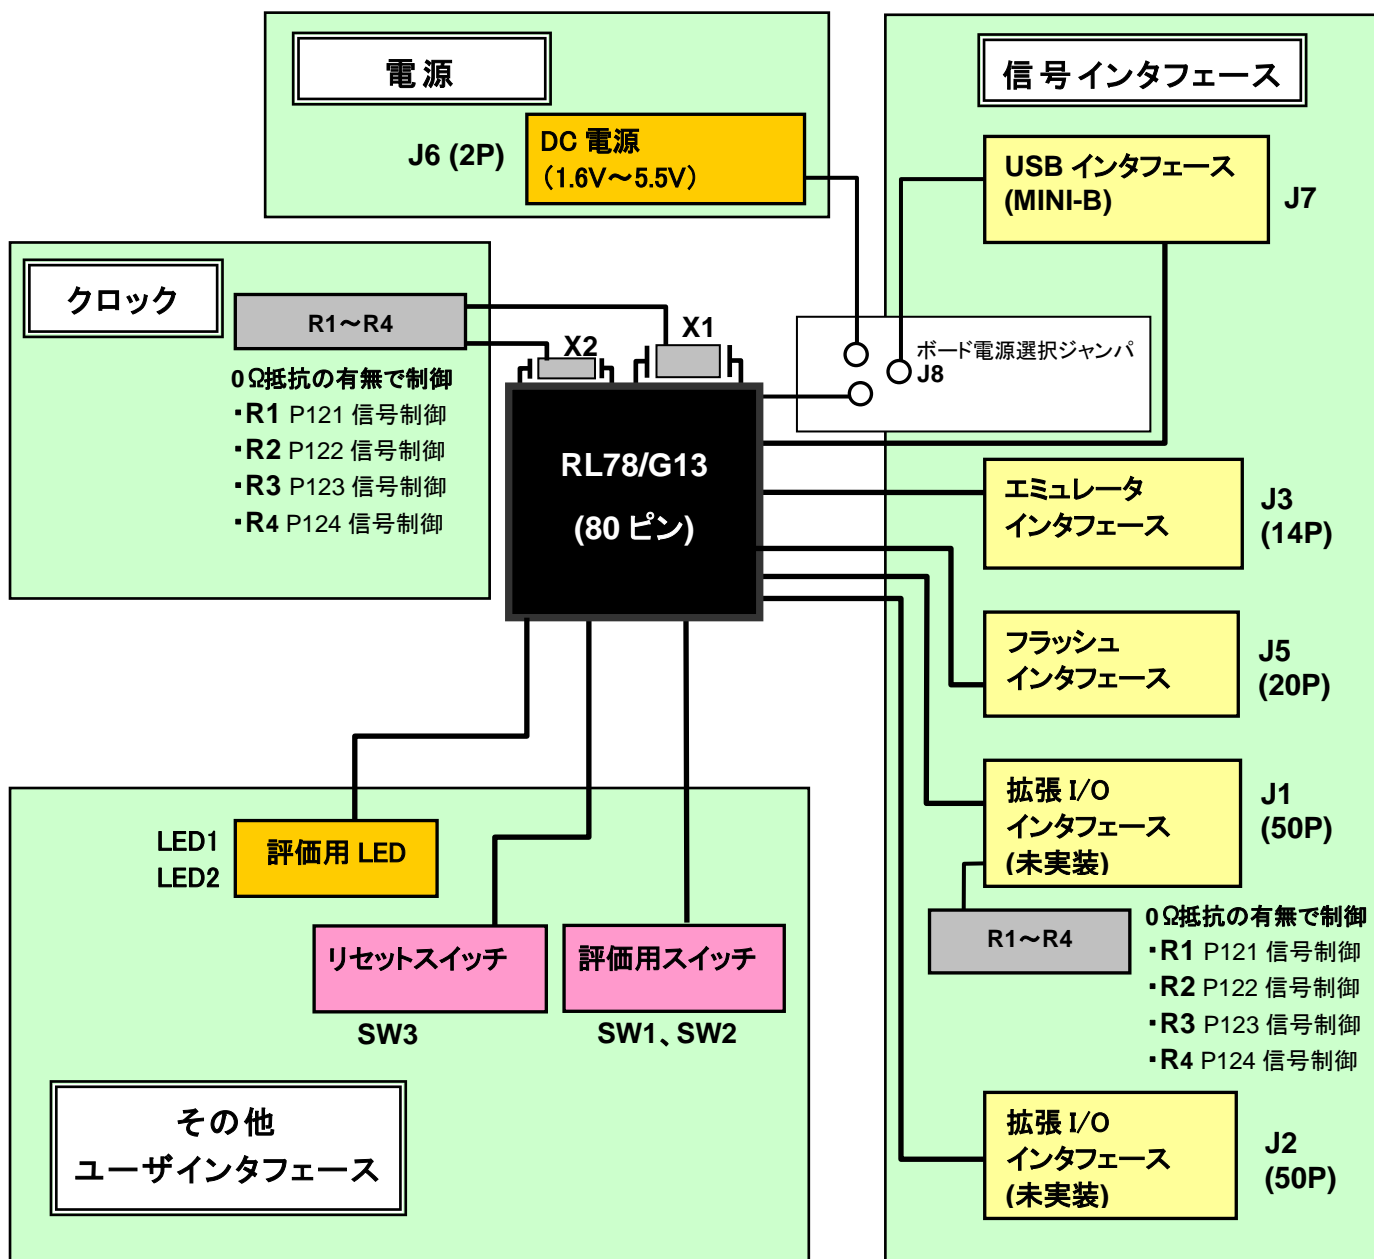 電源
J6 (2P)
DC 電源
(1.6V～5.5V)
信号インタフェース
USB インタフェース
(MINI-B)
J7
クロック
R1～R4
X2
X1
0Ω抵抗の有無で制御
・R1 P121 信号制御
・R2 P122 信号制御
・R3 P123 信号制御
・R4 P124 信号制御
ボード電源選択ジャンパ
J8
RL78/G13
(80 ピン)
エミュレータ
インタフェース
J3
(14P)
フラッシュ
インタフェース
J5
(20P)
拡張 I/O
インタフェース
(未実装)
J1
(50P)
R1～R4
0Ω抵抗の有無で制御
・R1 P121 信号制御
・R2 P122 信号制御
・R3 P123 信号制御
・R4 P124 信号制御
拡張 I/O
インタフェース
(未実装)
J2
(50P)
LED1
LED2
評価用 LED
リセットスイッチ
SW3
評価用スイッチ
SW1、SW2
その他
ユーザインタフェース